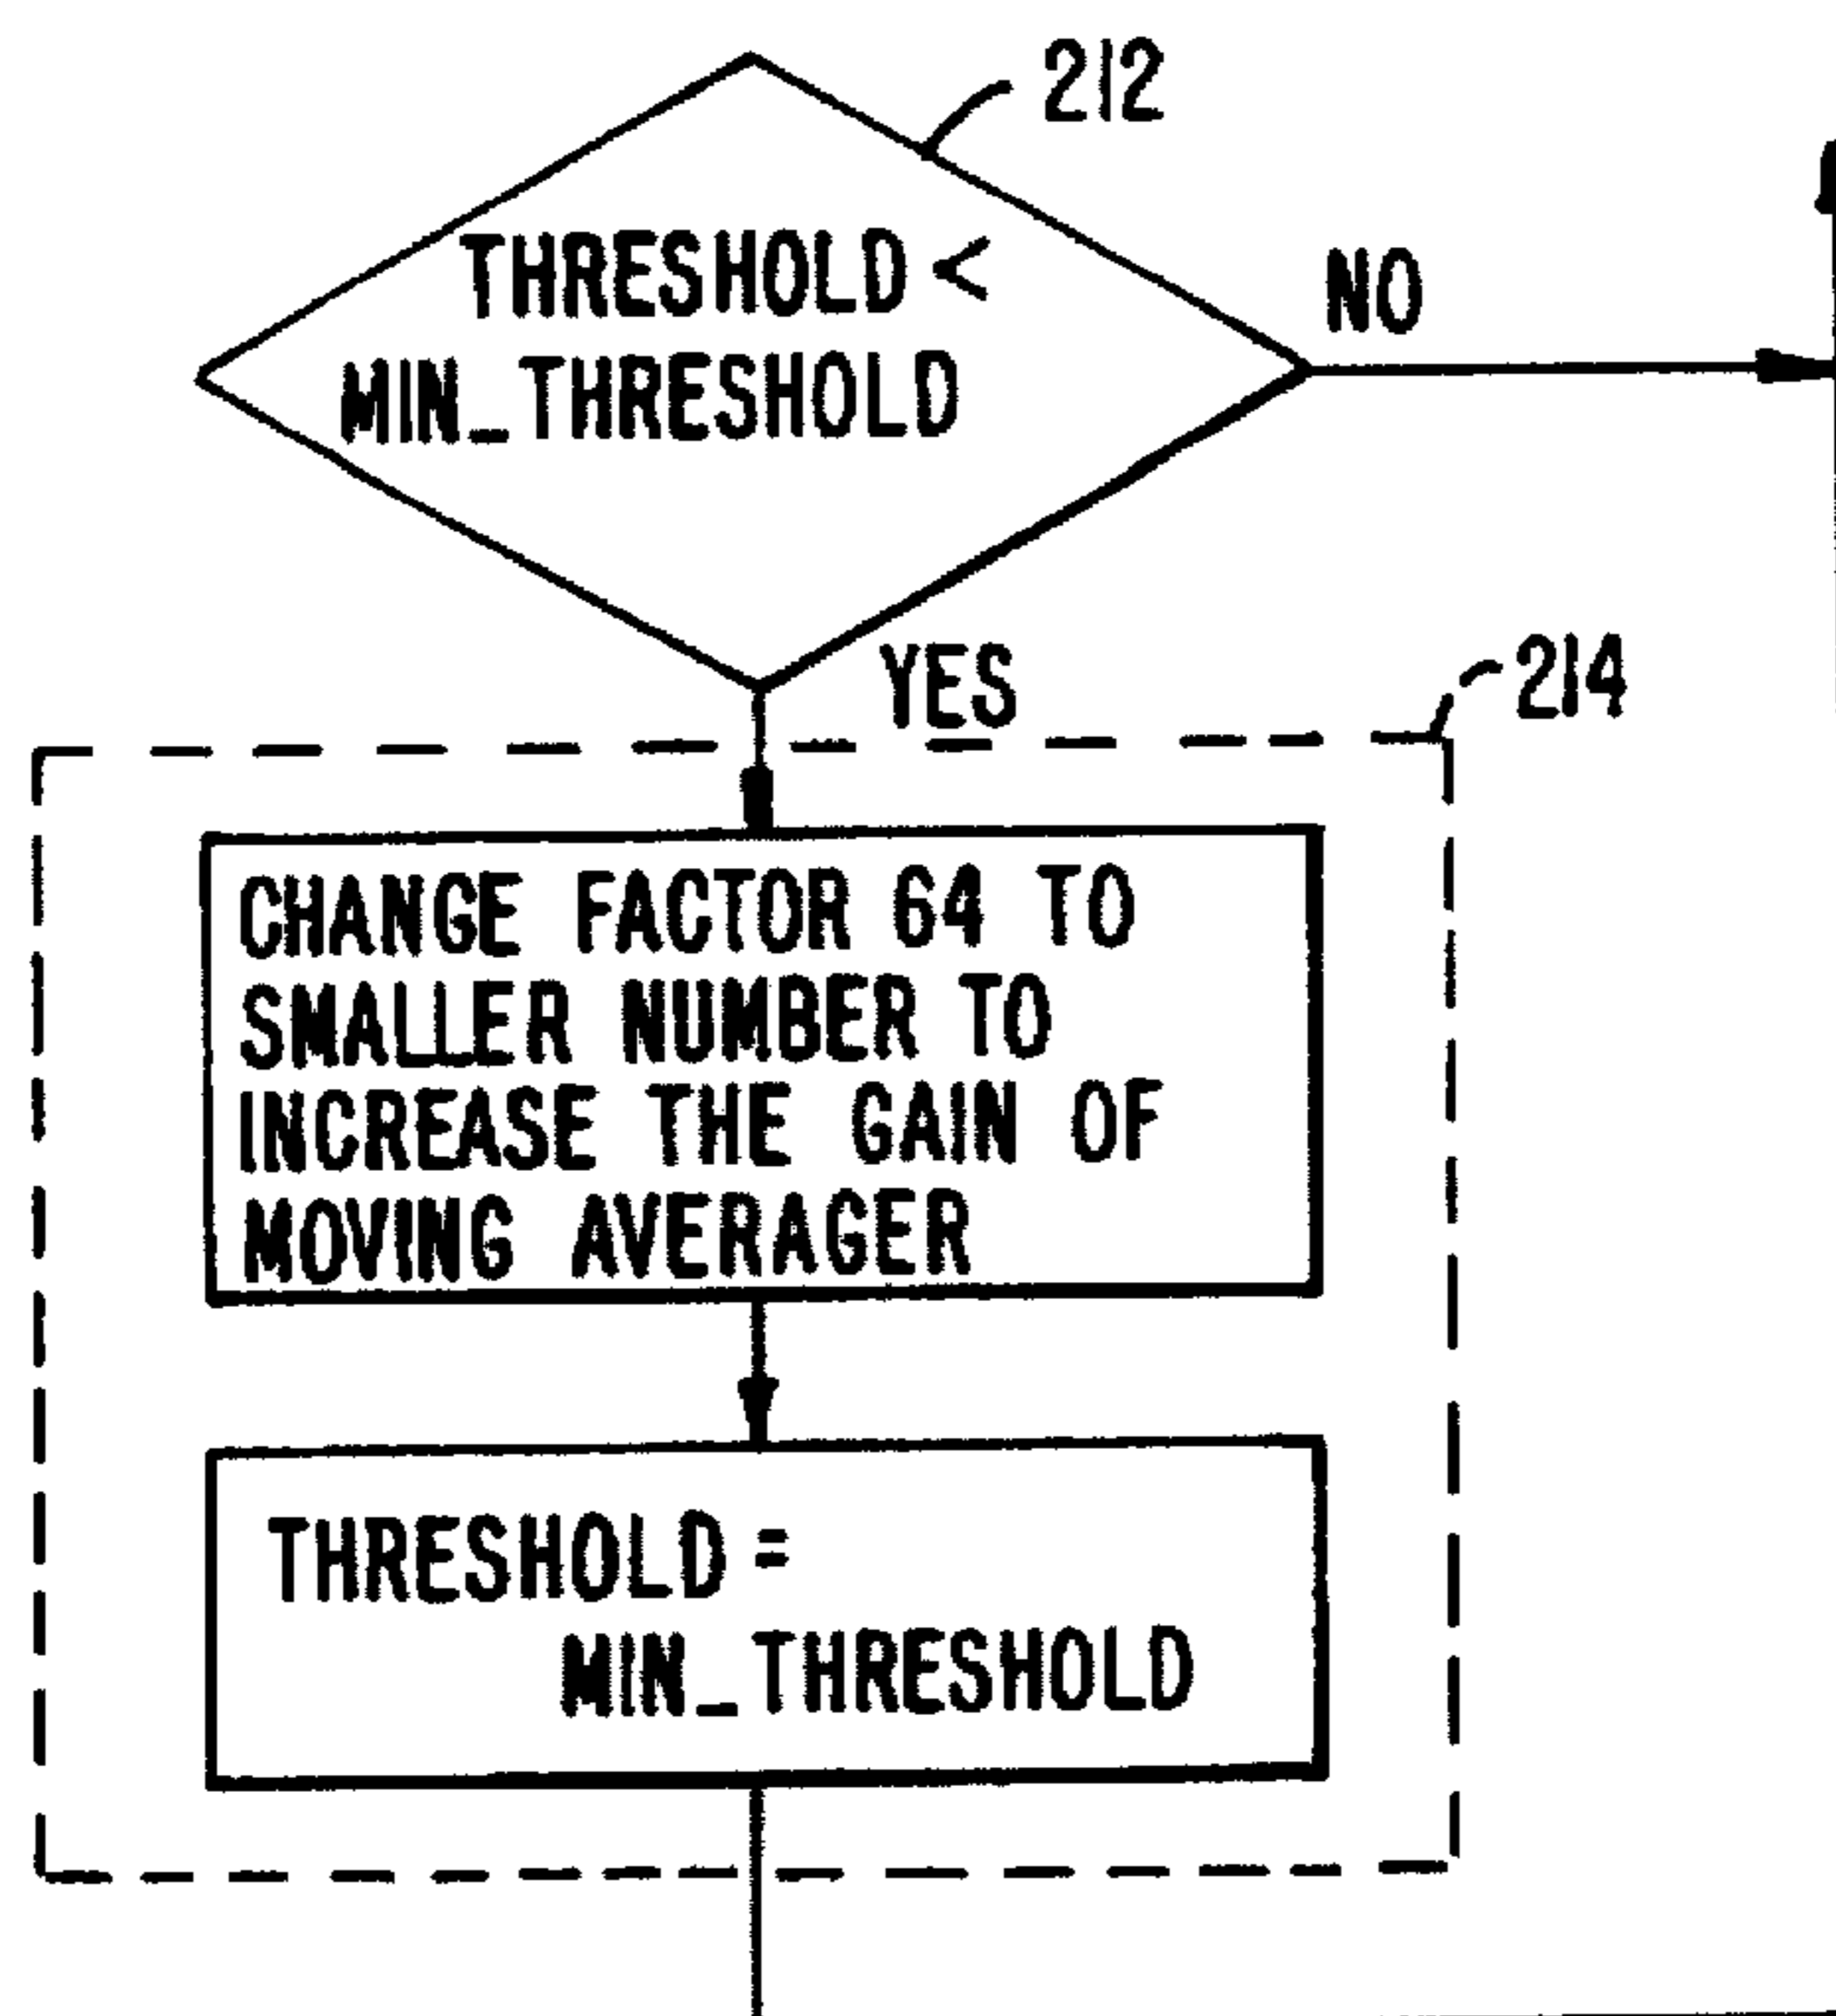 212
THRESHOLD <
MIN_THRESHOLD
NO
YES
214
CHANGE FACTOR 64 TO
SMALLER NUMBER TO
INCREASE THE GAIN OF
MOVING AVERAGER
THRESHOLD =
MIN_THRESHOLD